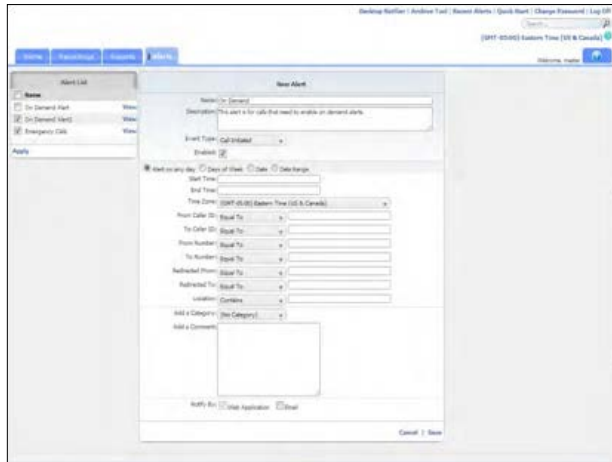 Desktop Notifier | Archive Tool | Recent Alerts | Quick Start | Change Password | Log Off
Search...
(GMT -05:00) Eastern Time (US & Canada)
Home
Recordings
Reports
Alerts
Welcome, master
Alert List
Name
On Demand Alert View
On Demand Alert1 View
Emergency Calls View
Apply
New Alert
Name: On Demand
Description: This alert is for calls that need to enable on demand alerts.
Event Type: Call Initiated
Enabled:
Alert on any day Days of Week Date Date Range
Start Time:
End Time:
Time Zone: (GMT-05:00) Eastern Time (US & Canada)
From Caller ID: Equal To
To Caller ID: Equal To
From Number: Equal To
To Number: Equal To
Redirected From: Equal To
Redirected To: Equal To
Location: Contains
Add a Category: (No Category)
Add a Comment:
Notify By: Web Application Email
Cancel | Save